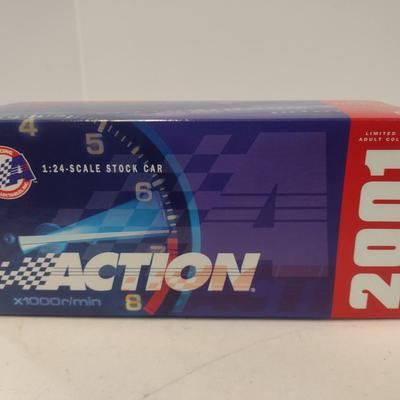 4
5
1:24-SCALE STOCK CAR
6
7
ACTION®
x1000r/min
8
LIMITED
ADULT COL
2001